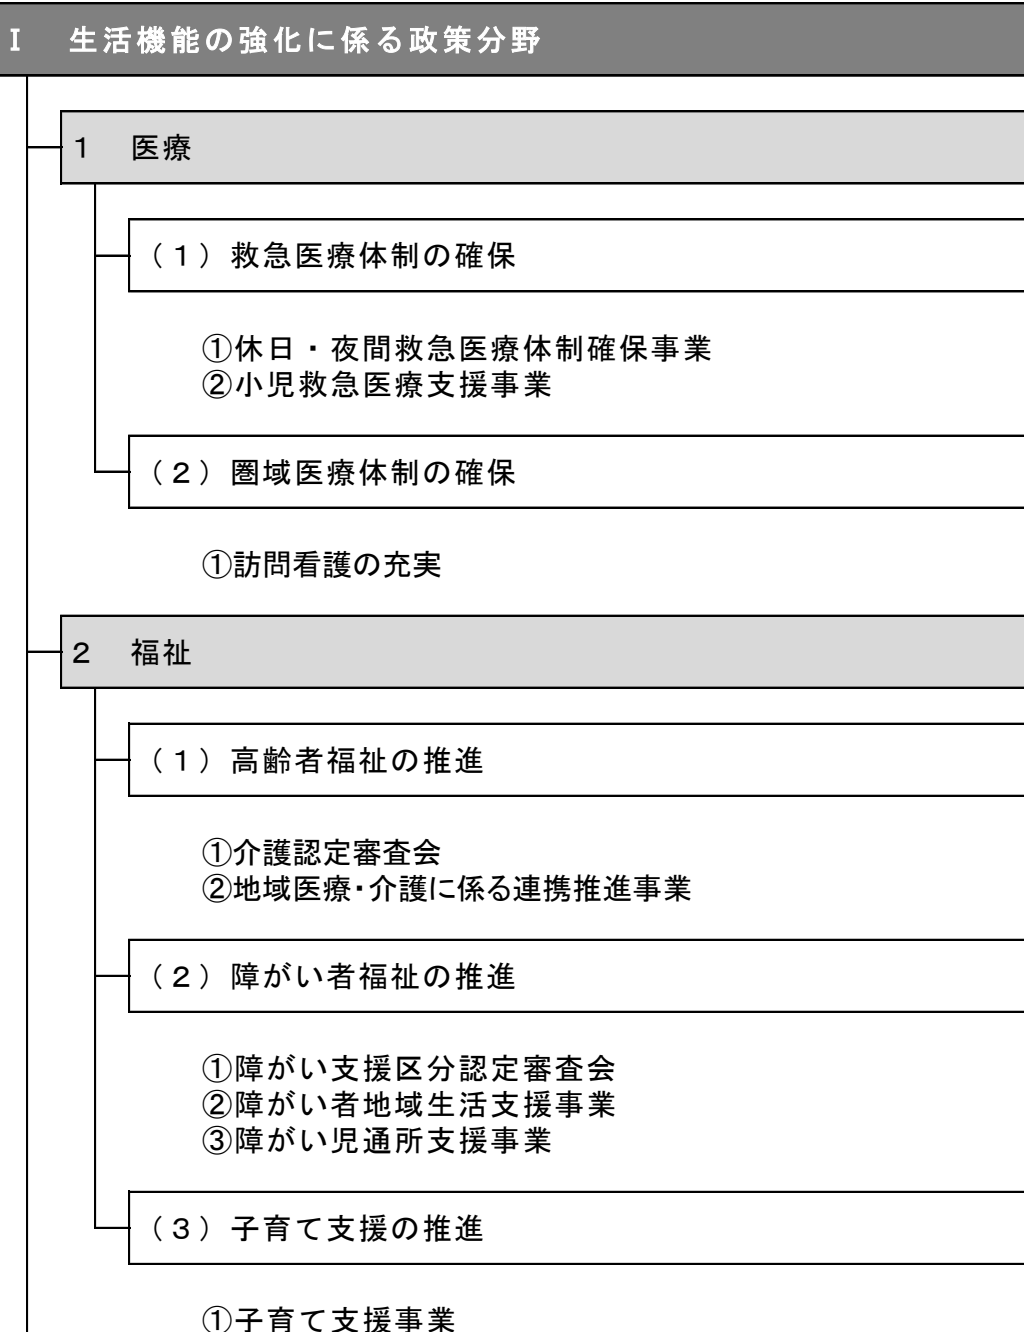 Ⅰ　生活機能の強化に係る政策分野
１　医療
（１）救急医療体制の確保
①休日・夜間救急医療体制確保事業
②小児救急医療支援事業
（２）圏域医療体制の確保
①訪問看護の充実
２　福祉
（１）高齢者福祉の推進
①介護認定審査会
②地域医療・介護に係る連携推進事業
（２）障がい者福祉の推進
①障がい支援区分認定審査会
②障がい者地域生活支援事業
③障がい児通所支援事業
（３）子育て支援の推進
①子育て支援事業